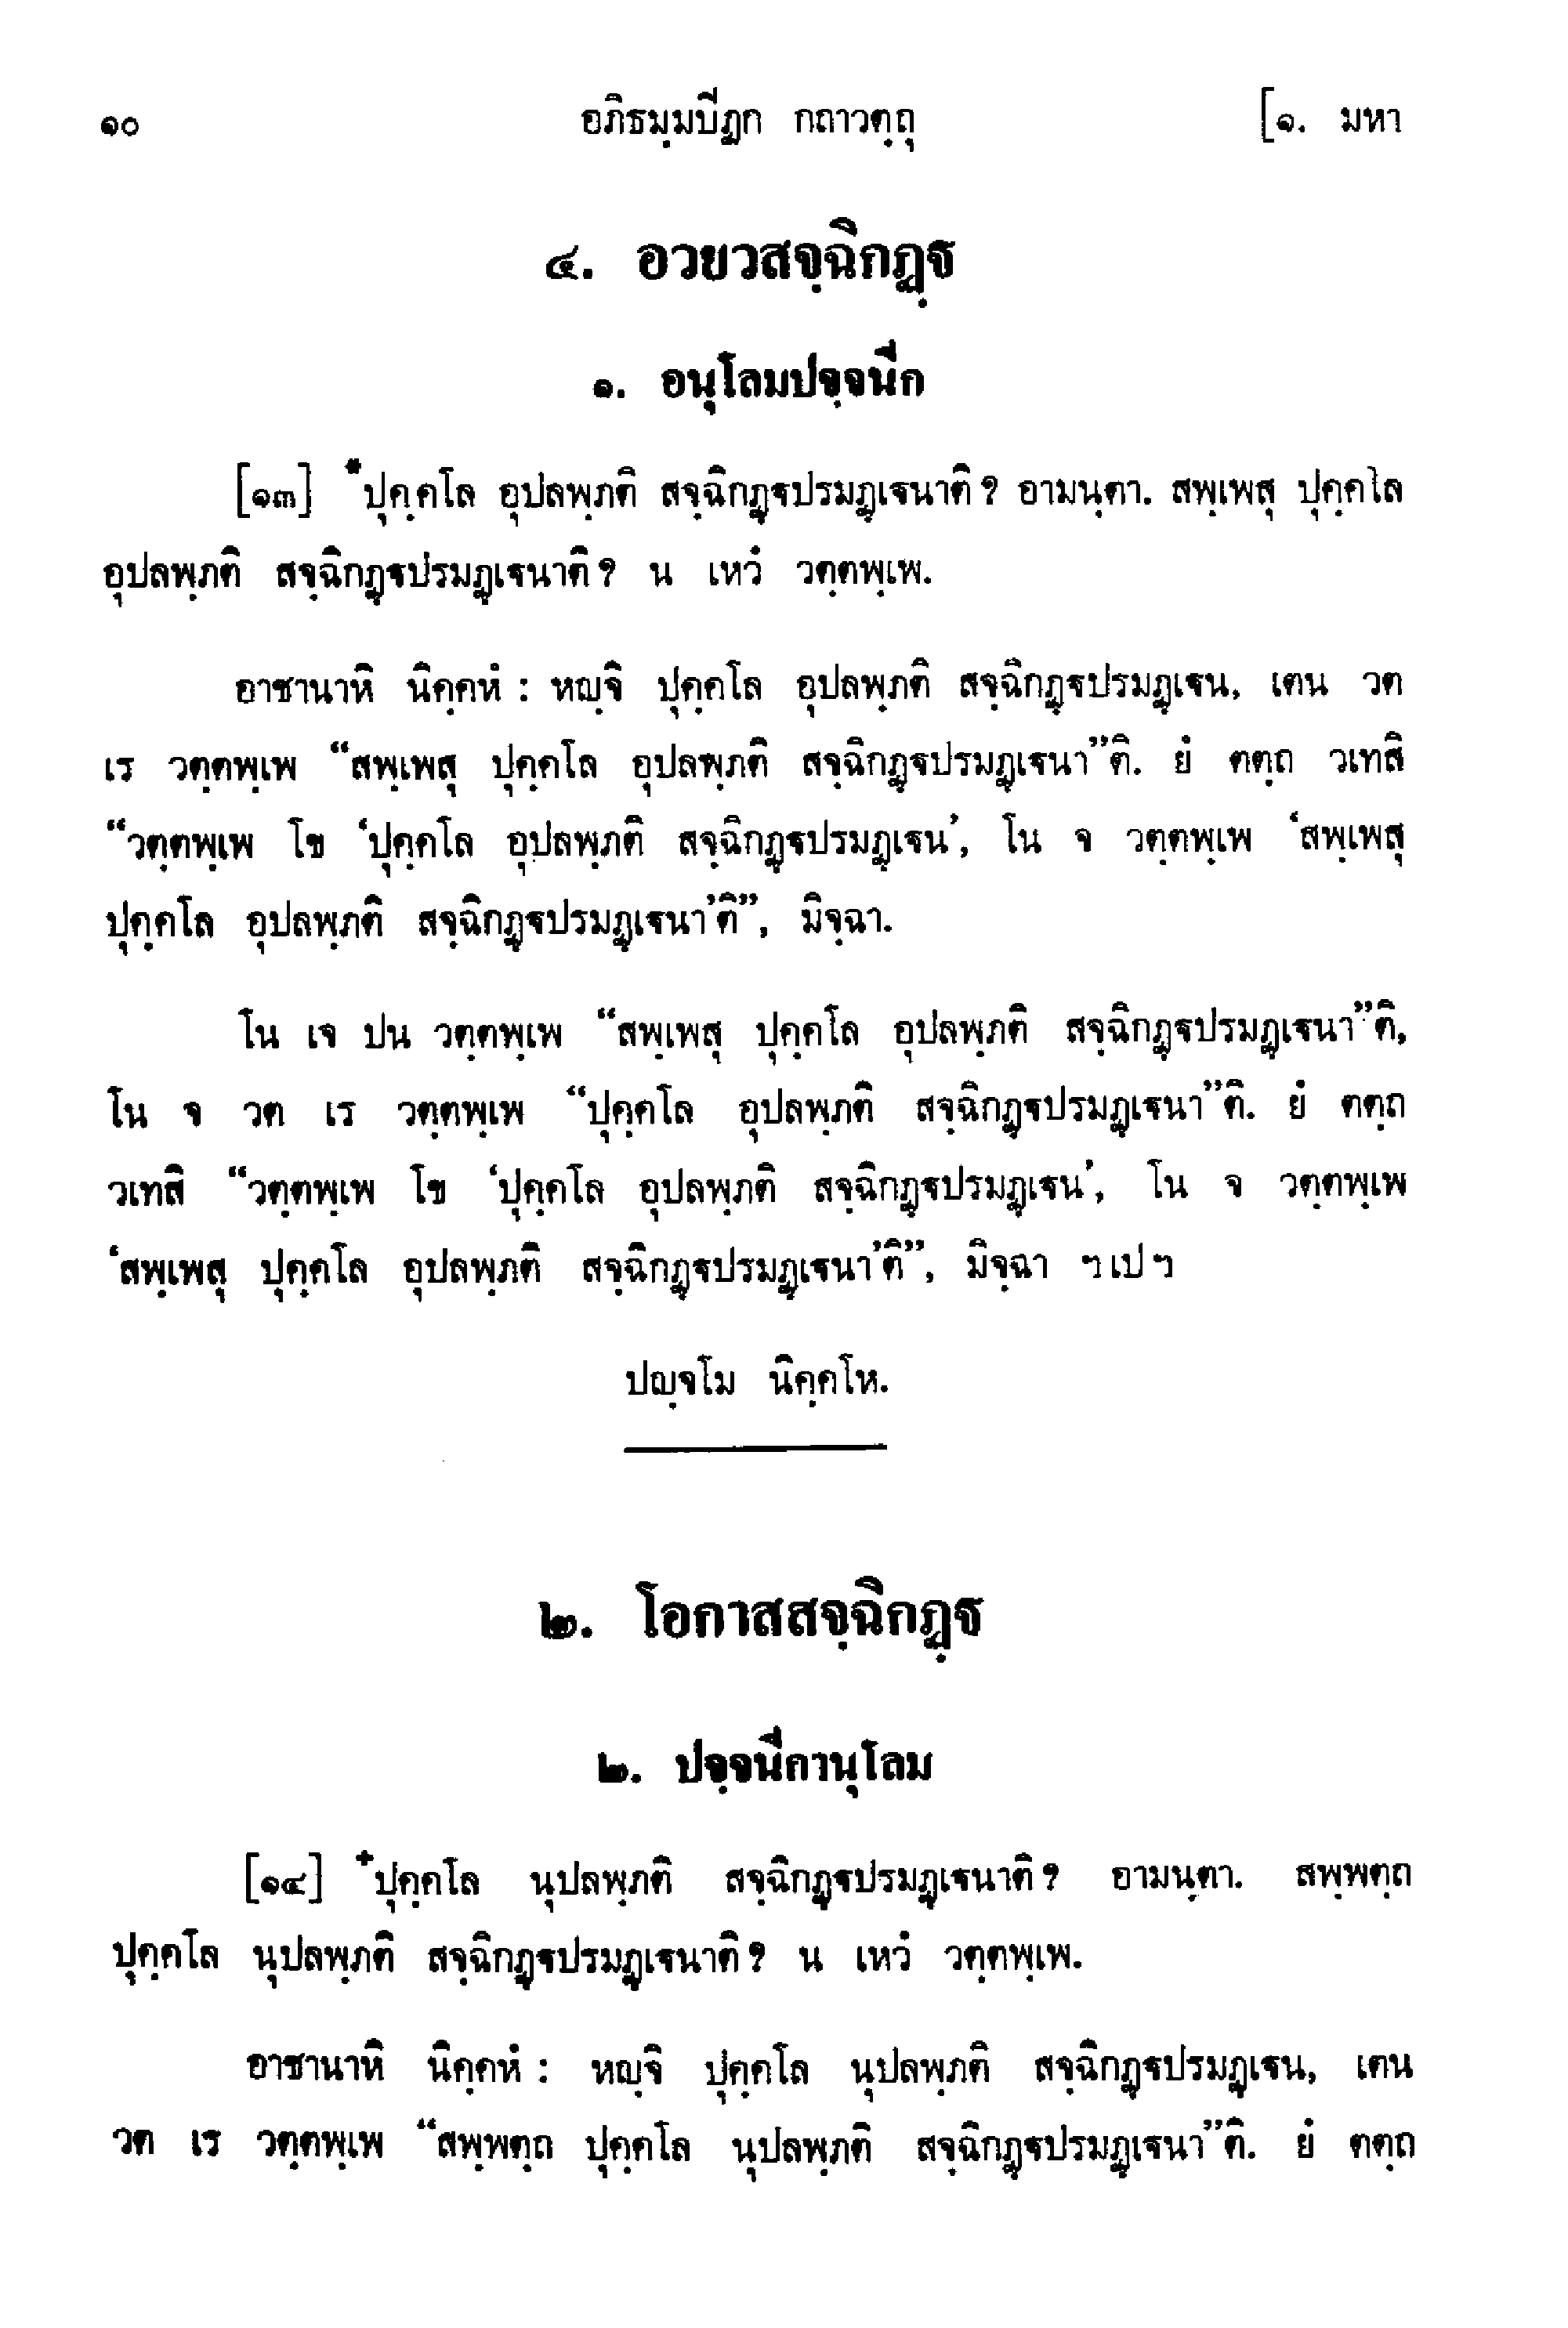 ๑๐ อภิธมฺมปีฏก กถาวตฺถุ [๑. มหา
๔. อวยวสจฺฉิกฏฺฐ
๑. อนุโลมปจฺจนีก
[๑๓] *ปุคฺคโล อุปลพฺภติ สจฺฉิกฏฺฐปรมฏฺเฐนาติ? อามนฺตา. สพฺเพสุ ปุคฺคโล
อุปลพฺภติ สจฺฉิกฏฺฐปรมฏฺเฐนาติ? น เหวํ วตฺตพฺเพ.
อาชานาหิ นิคฺคหํ : หญฺจิ ปุคฺคโล อุปลพฺภติ สจฺฉิกฏฺฐปรมฏฺเฐน, เตน วต
เร วตฺตพฺเพ “สพฺเพสุ ปุคฺคโล อุปลพฺภติ สจฺฉิกฏฺฐปรมฏฺเฐนา”ติ. ยํ ตตฺถ วเทสิ
“วตฺตพฺเพ โข ‘ปุคฺคโล อุปลพฺภติ สจฺฉิกฏฺฐปรมฏฺเฐน’, โน จ วตฺตพฺเพ ‘สพฺเพสุ
ปุคฺคโล อุปลพฺภติ สจฺฉิกฏฺฐปรมฏฺเฐนา’ติ”, มิจฺฉา.
โน เจ ปน วตฺตพฺเพ “สพฺเพสุ ปุคฺคโล อุปลพฺภติ สจฺฉิกฏฺฐปรมฏฺเฐนา”ติ,
โน จ วต เร วตฺตพฺเพ “ปุคฺคโล อุปลพฺภติ สจฺฉิกฏฺฐปรมฏฺเฐนา”ติ. ยํ ตตฺถ
วเทสิ “วตฺตพฺเพ โข ‘ปุคฺคโล อุปลพฺภติ สจฺฉิกฏฺฐปรมฏฺเฐน’, โน จ วตฺตพฺเพ
‘สพฺเพสุ ปุคฺคโล อุปลพฺภติ สจฺฉิกฏฺฐปรมฏฺเฐนา’ติ”, มิจฺฉา ฯเปฯ
ปญฺจโม นิคฺคโห.
๒. โอกาสสจฺฉิกฏฺฐ
๒. ปจฺจนีกานุโลม
[๑๔] +ปุคฺคโล นุปลพฺภติ สจฺฉิกฏฺฐปรมฏฺเฐนาติ? อามนฺตา. สพฺพตฺถ
ปุคฺคโล นุปลพฺภติ สจฺฉิกฏฺฐปรมฏฺเฐนาติ? น เหวํ วตฺตพฺเพ.
อาชานาหิ นิคฺคหํ : หญฺจิ ปุคฺคโล นุปลพฺภติ สจฺฉิกฏฺฐปรมฏฺเฐน, เตน
วต เร วตฺตพฺเพ “สพฺพตฺถ ปุคฺคโล นุปลพฺภติ สจฺฉิกฏฺฐปรมฏฺเฐนา”ติ. ยํ ตตฺถ